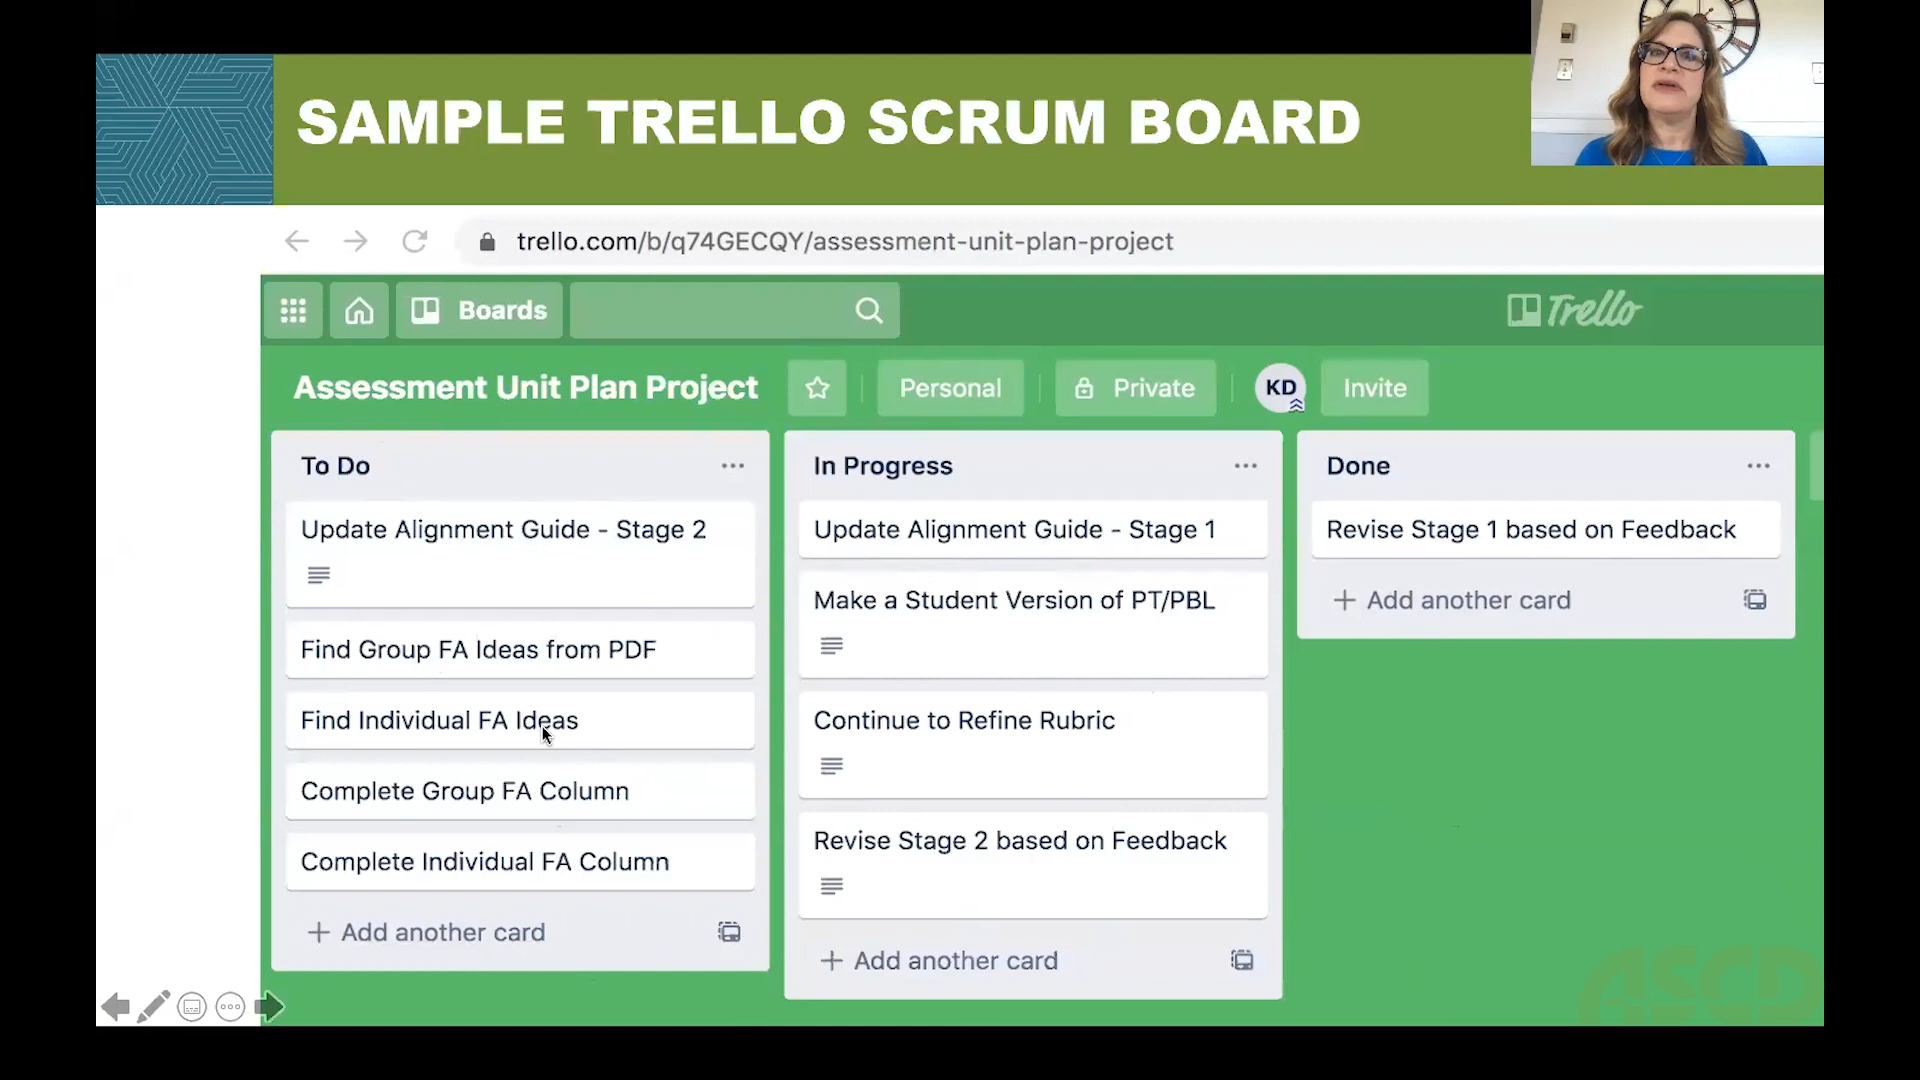 SAMPLE TRELLO SCRUM BOARD
trello.com/b/q74GECQY/assessment-unit-plan-project
Boards
Trello
Assessment Unit Plan Project
Personal
Private
KD
Invite
To Do
Update Alignment Guide - Stage 2
Find Group FA Ideas from PDF
Find Individual FA Ideas
Complete Group FA Column
Complete Individual FA Column
+ Add another card
In Progress
Update Alignment Guide - Stage 1
Make a Student Version of PT/PBL
Continue to Refine Rubric
Revise Stage 2 based on Feedback
+ Add another card
Done
Revise Stage 1 based on Feedback
+ Add another card
ASCD